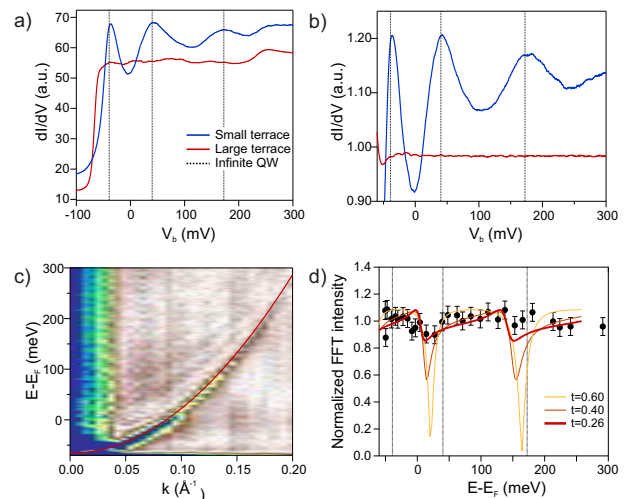 a)
dI/dV (a.u.)
70
60
50
40
30
20
10
Small terrace
Large terrace
Infinite QW
-100
0
100
200
300
V_b (mV)
b)
dI/dV (a.u.)
1.20
1.10
1.00
0.90
0
100
200
300
V_b (mV)
c)
E-E_F (meV)
300
200
100
0
0.00
0.05
0.10
0.15
0.20
k (Å⁻¹)
d)
Normalized FFT intensity
1.4
1.2
1.0
0.8
0.6
0.4
0.2
0.0
t=0.60
t=0.40
t=0.26
0
100
200
300
E-E_F (meV)